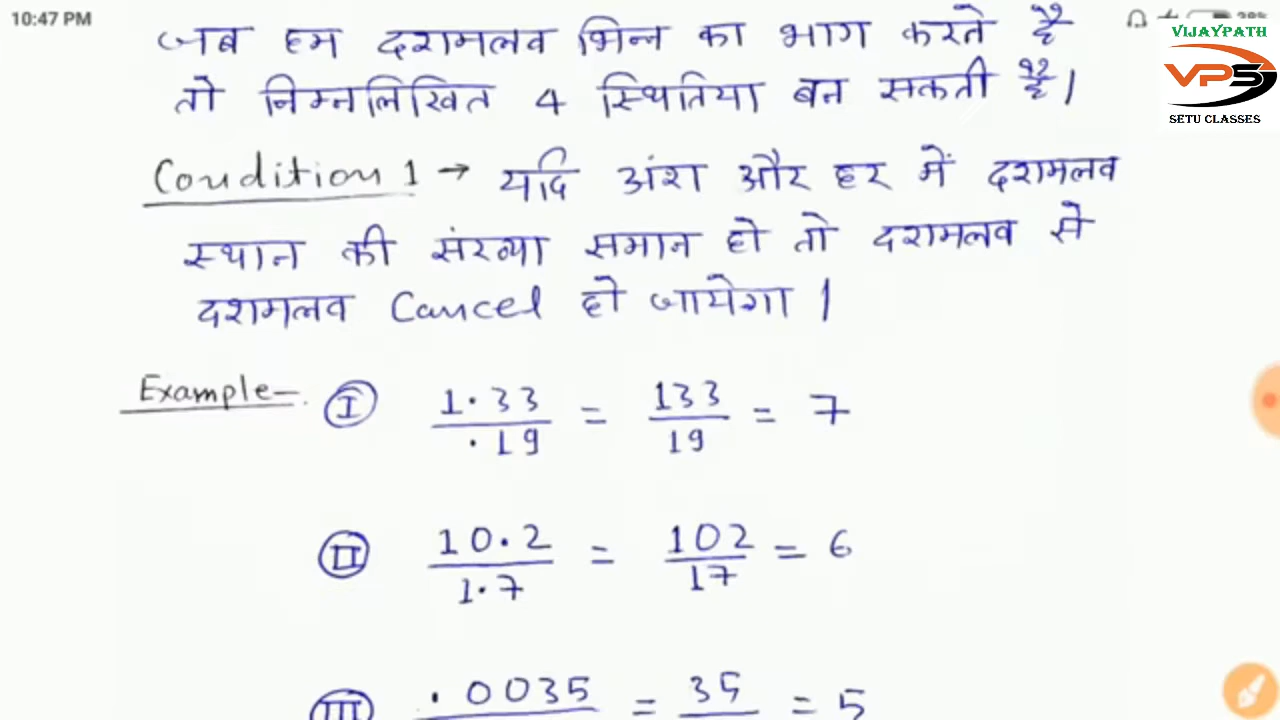 10:47 PM
VIJAYPATH
VPS
SETU CLASSES
जब हम दशमलव भिन्न का भाग करते है
तो निम्नलिखित 4 स्थितिया बन सकती है।
Condition 1 → यदि अंश और हर में दशमलव
स्थान की संख्या समान हो तो दशमलव से
दशमलव Cancel हो जायेगा।
Example-
I 1.33 / .19 = 133 / 19 = 7
II 10.2 / 1.7 = 102 / 17 = 6
III .0035 = 35 = 5